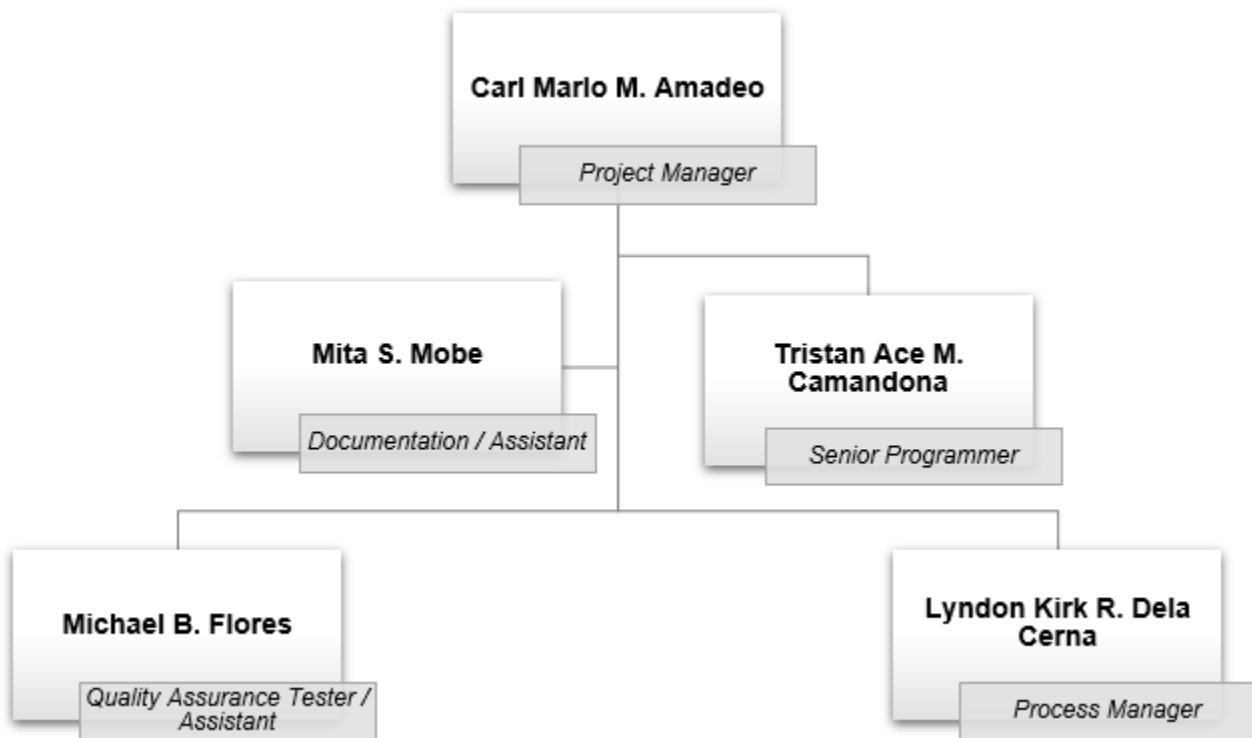 Carl Marlo M. Amadeo
Project Manager
Mita S. Mobe
Documentation / Assistant
Tristan Ace M.
Camandona
Senior Programmer
Michael B. Flores
Quality Assurance Tester /
Assistant
Lyndon Kirk R. Dela
Cerna
Process Manager